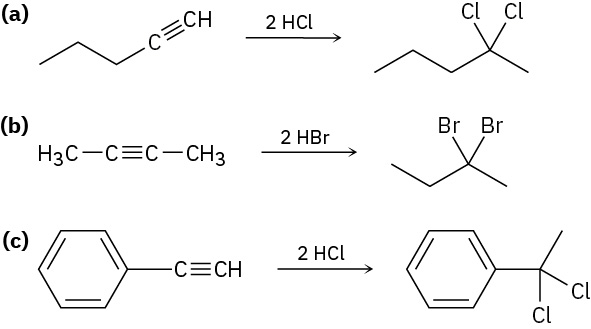 (a) C≡CH 2 HCl Cl Cl
(b) H₃C—C≡C—CH₃ 2 HBr Br Br
(c) C≡CH 2 HCl Cl Cl